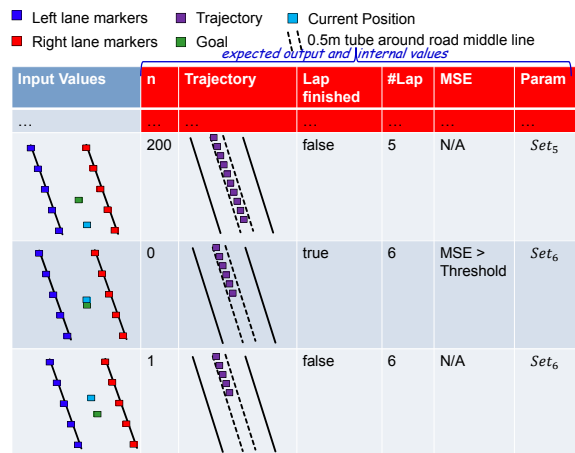 Left lane markers
Trajectory
Current Position
Right lane markers
Goal
0.5m tube around road middle line
expected output and internal values
Input Values n Trajectory Lap finished #Lap MSE Param
… … … … … … …
200 false 5 N/A Set₅
0 true 6 MSE > Threshold Set₆
1 false 6 N/A Set₆